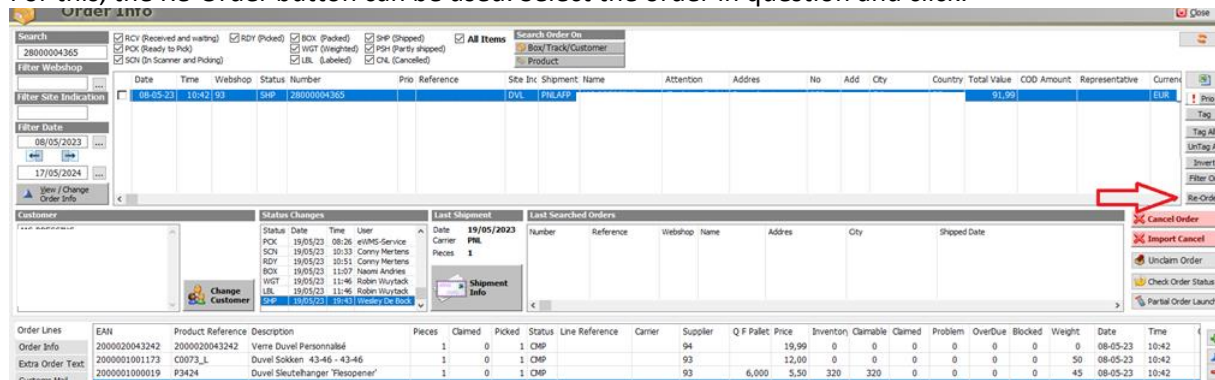 For this, the Re-Order button can be used. Select the order in question and click.
Order Info
Close
Search
28000004365
Filter Webshop
...
Filter Site Indication
Filter Date
08/05/2023 ...
17/05/2024 ...
View / Change
Order Info
RCV (Received and waiting) RDY (Picked) BOX (Packed) SHP (Shipped) All Items
PCK (Ready to Pick) WGT (Weighted) PSH (Partly shipped)
SCN (In Scanner and Picking) LBL (Labeled) CNL (Cancelled)
Search Order On
Box/Track/Customer
Product
Date Time Webshop Status Number Prio Reference Site Inc Shipment Name Attention Addres No Add City Country Total Value COD Amount Representative Curren
08-05-23 10:42 93 SHP 28000004365 DVL PNLAFP 91,99 EUR
! Prio
Tag
Tag Al
UnTag A
Invert
Filter O
Re-Orde
Customer
Change
Customer
Status Changes
Status Date Time User
PCK 19/05/23 08:26 eWMS-Service
SCN 19/05/23 10:33 Conny Mertens
RDY 19/05/23 10:51 Conny Mertens
BOX 19/05/23 11:07 Naomi Andries
WGT 19/05/23 11:46 Robin Wuytack
LBL 19/05/23 11:46 Robin Wuytack
SHP 19/05/23 19:43 Wesley De Bock
Last Shipment
Date 19/05/2023
Carrier PNL
Pieces 1
Shipment
Info
Last Searched Orders
Number Reference Webshop Name Addres City Shipped Date
Cancel Order
Import Cancel
Unclaim Order
Check Order Status
Partial Order Launch
Order Lines
Order Info
Extra Order Text
EAN Product Reference Description Pieces Claimed Picked Status Line Reference Carrier Supplier Q F Pallet Price Inventory Claimable Claimed Problem OverDue Blocked Weight Date Time
2000020043242 2000020043242 Verre Duvel Personnalisé 1 0 1 CMP 94 19,99 0 0 0 0 0 0 0 08-05-23 10:42
2000001001173 C0073_L Duvel Sokken 43-46 - 43-46 1 0 1 CMP 93 12,00 0 0 0 0 0 0 50 08-05-23 10:42
2000001000019 P3424 Duvel Sleutelhanger 'Flesopener' 1 0 1 CMP 93 6,000 5,50 320 320 0 0 0 0 45 08-05-23 10:42